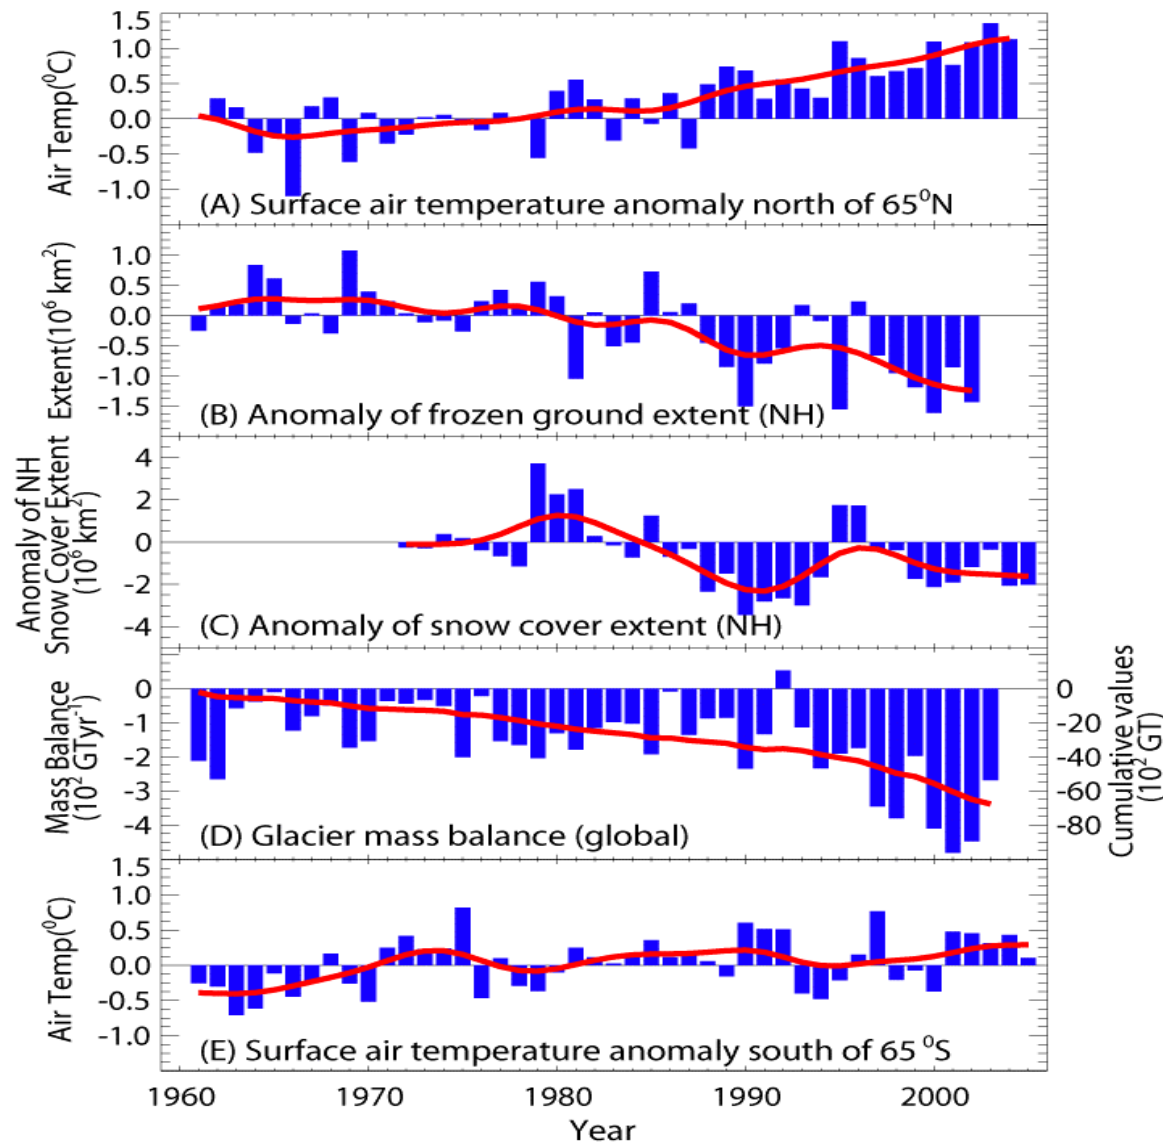 1.5
1.0
0.5
0.0
-0.5
-1.0
Air Temp(⁰C)
(A) Surface air temperature anomaly north of 65⁰N
1.0
0.5
0.0
-0.5
-1.0
-1.5
Extent(10⁶ km²)
(B) Anomaly of frozen ground extent (NH)
4
2
0
-2
-4
Anomaly of NH
Snow Cover Extent
(10⁶ km²)
(C) Anomaly of snow cover extent (NH)
0
-1
-2
-3
-4
Mass Balance
(10² GTyr⁻¹)
(D) Glacier mass balance (global)
0
-20
-40
-60
-80
Cumulative values
(10² GT)
1.5
1.0
0.5
0.0
-0.5
-1.0
Air Temp(⁰C)
(E) Surface air temperature anomaly south of 65 ⁰S
1960 1970 1980 1990 2000
Year